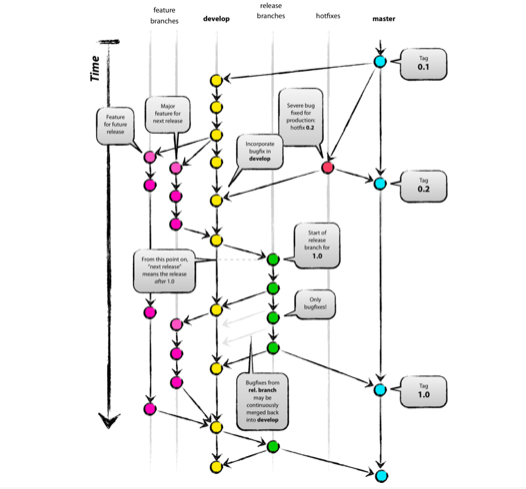 feature
branches
develop
release
branches
hotfixes
master
Time
Tag
0.1
Feature
for future
release
Major
feature for
next release
Severe bug
fixed for
production:
hotfix 0.2
Incorporate
bugfix in
develop
Tag
0.2
Start of
release
branch for
1.0
From this point on,
"next release"
means the release
after 1.0
Only
bugfixes!
Tag
1.0
Bugfixes from
rel. branch
may be
continuously
merged back
into develop